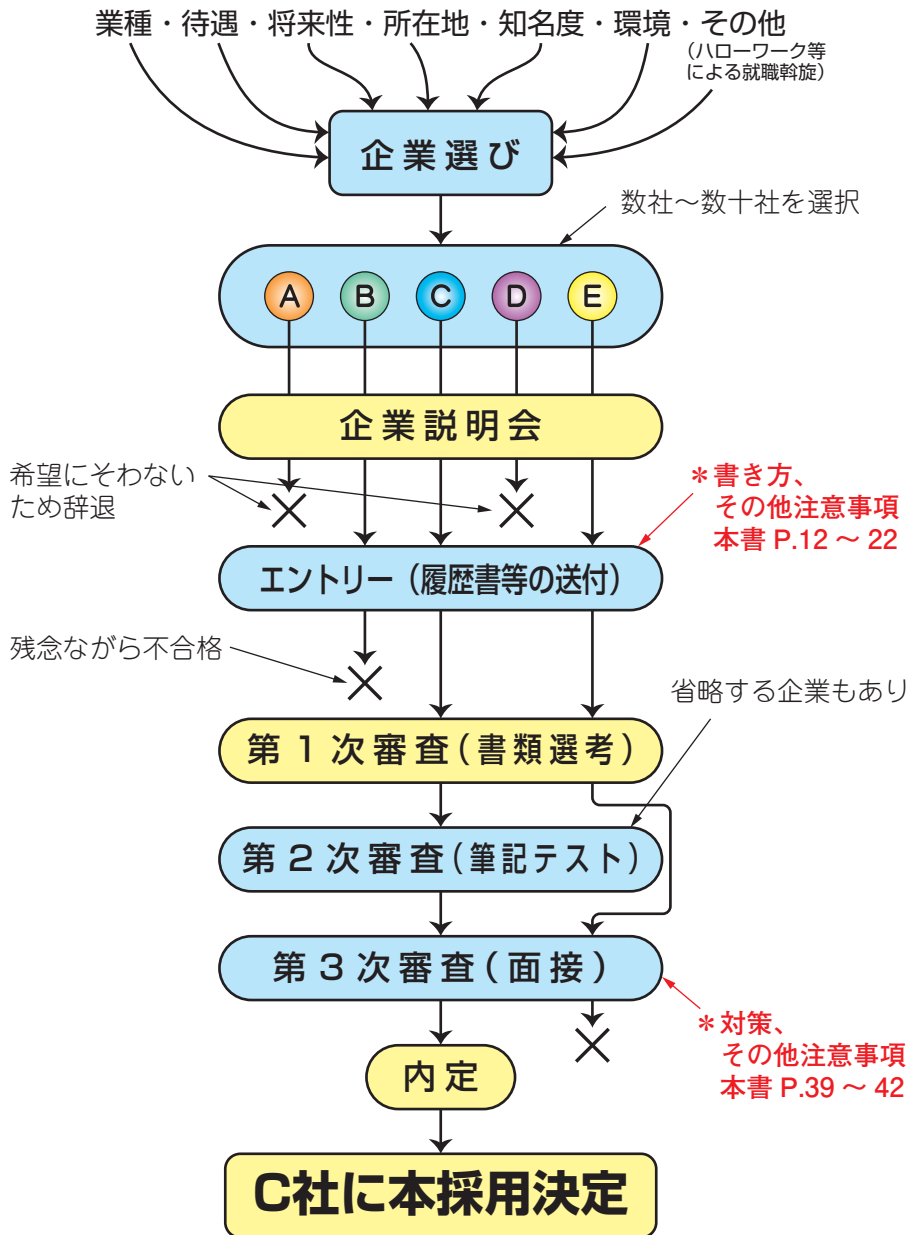 業種・待遇・将来性・所在地・知名度・環境・その他
(ハローワーク等
による就職斡旋)
企業選び
数社～数十社を選択
A B C D E
企業説明会
希望にそわない
ため辞退
＊書き方、
その他注意事項
本書 P.12 ～ 22
エントリー（履歴書等の送付）
残念ながら不合格
省略する企業もあり
第１次審査（書類選考）
第２次審査（筆記テスト）
第３次審査（面接）
＊対策、
その他注意事項
本書 P.39 ～ 42
内定
C社に本採用決定